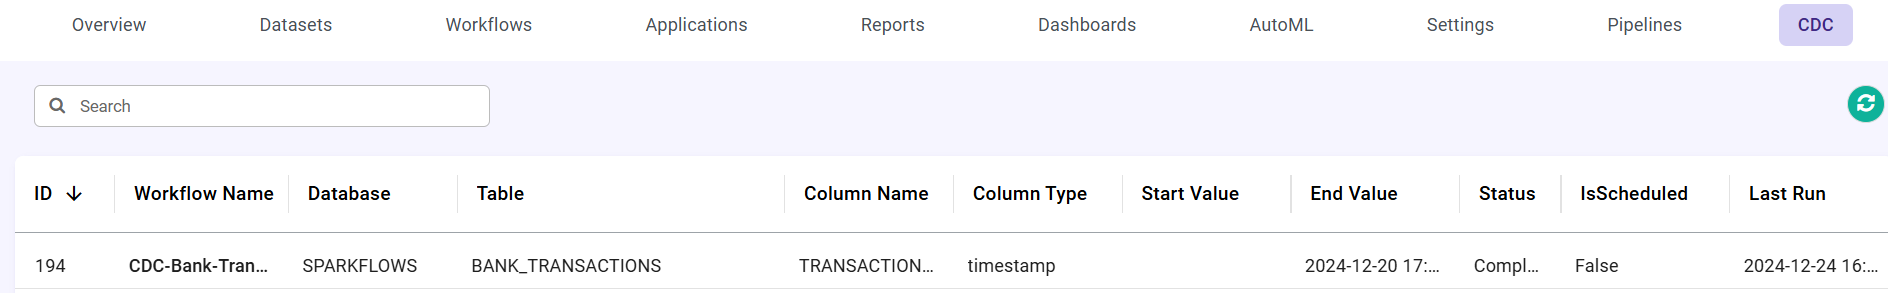 Overview Datasets Workflows Applications Reports Dashboards AutoML Settings Pipelines CDC
Search
ID Workflow Name Database Table Column Name Column Type Start Value End Value Status IsScheduled Last Run
194 CDC-Bank-Tran... SPARKFLOWS BANK_TRANSACTIONS TRANSACTION... timestamp 2024-12-20 17:... Compl... False 2024-12-24 16:...